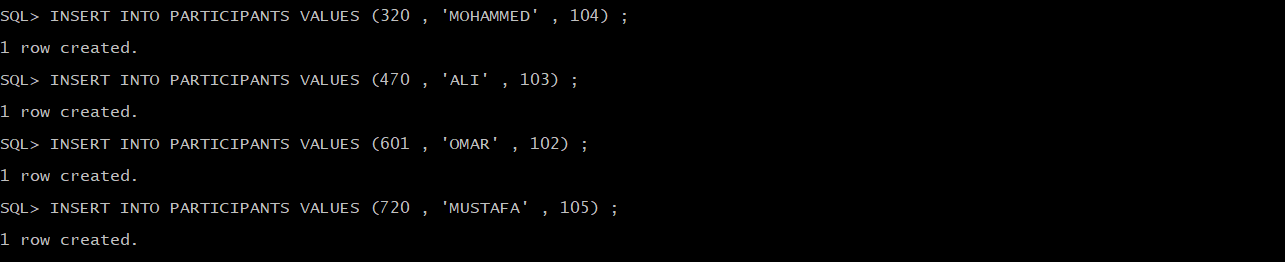 SQL> INSERT INTO PARTICIPANTS VALUES (320 , 'MOHAMMED' , 104) ;
1 row created.
SQL> INSERT INTO PARTICIPANTS VALUES (470 , 'ALI' , 103) ;
1 row created.
SQL> INSERT INTO PARTICIPANTS VALUES (601 , 'OMAR' , 102) ;
1 row created.
SQL> INSERT INTO PARTICIPANTS VALUES (720 , 'MUSTAFA' , 105) ;
1 row created.